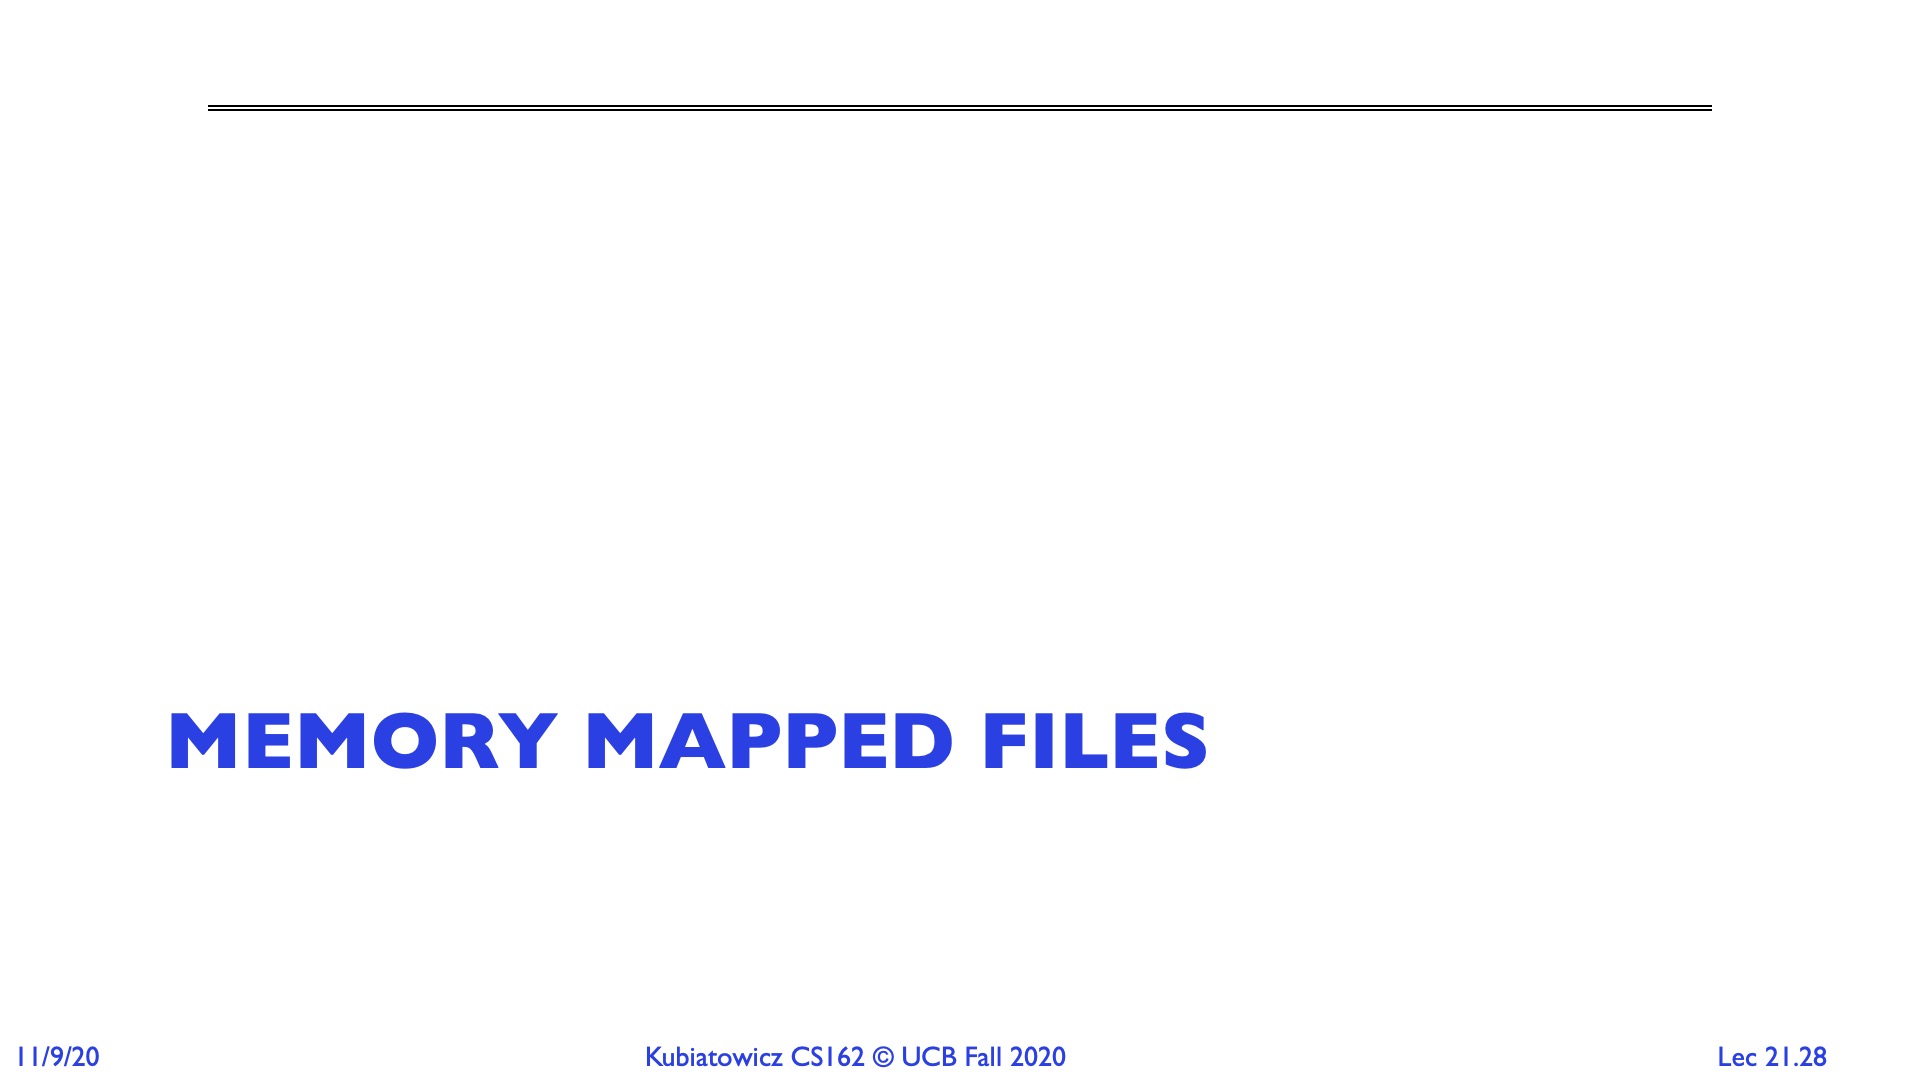 MEMORY MAPPED FILES
11/9/20
Kubiatowicz CS162 © UCB Fall 2020
Lec 21.28